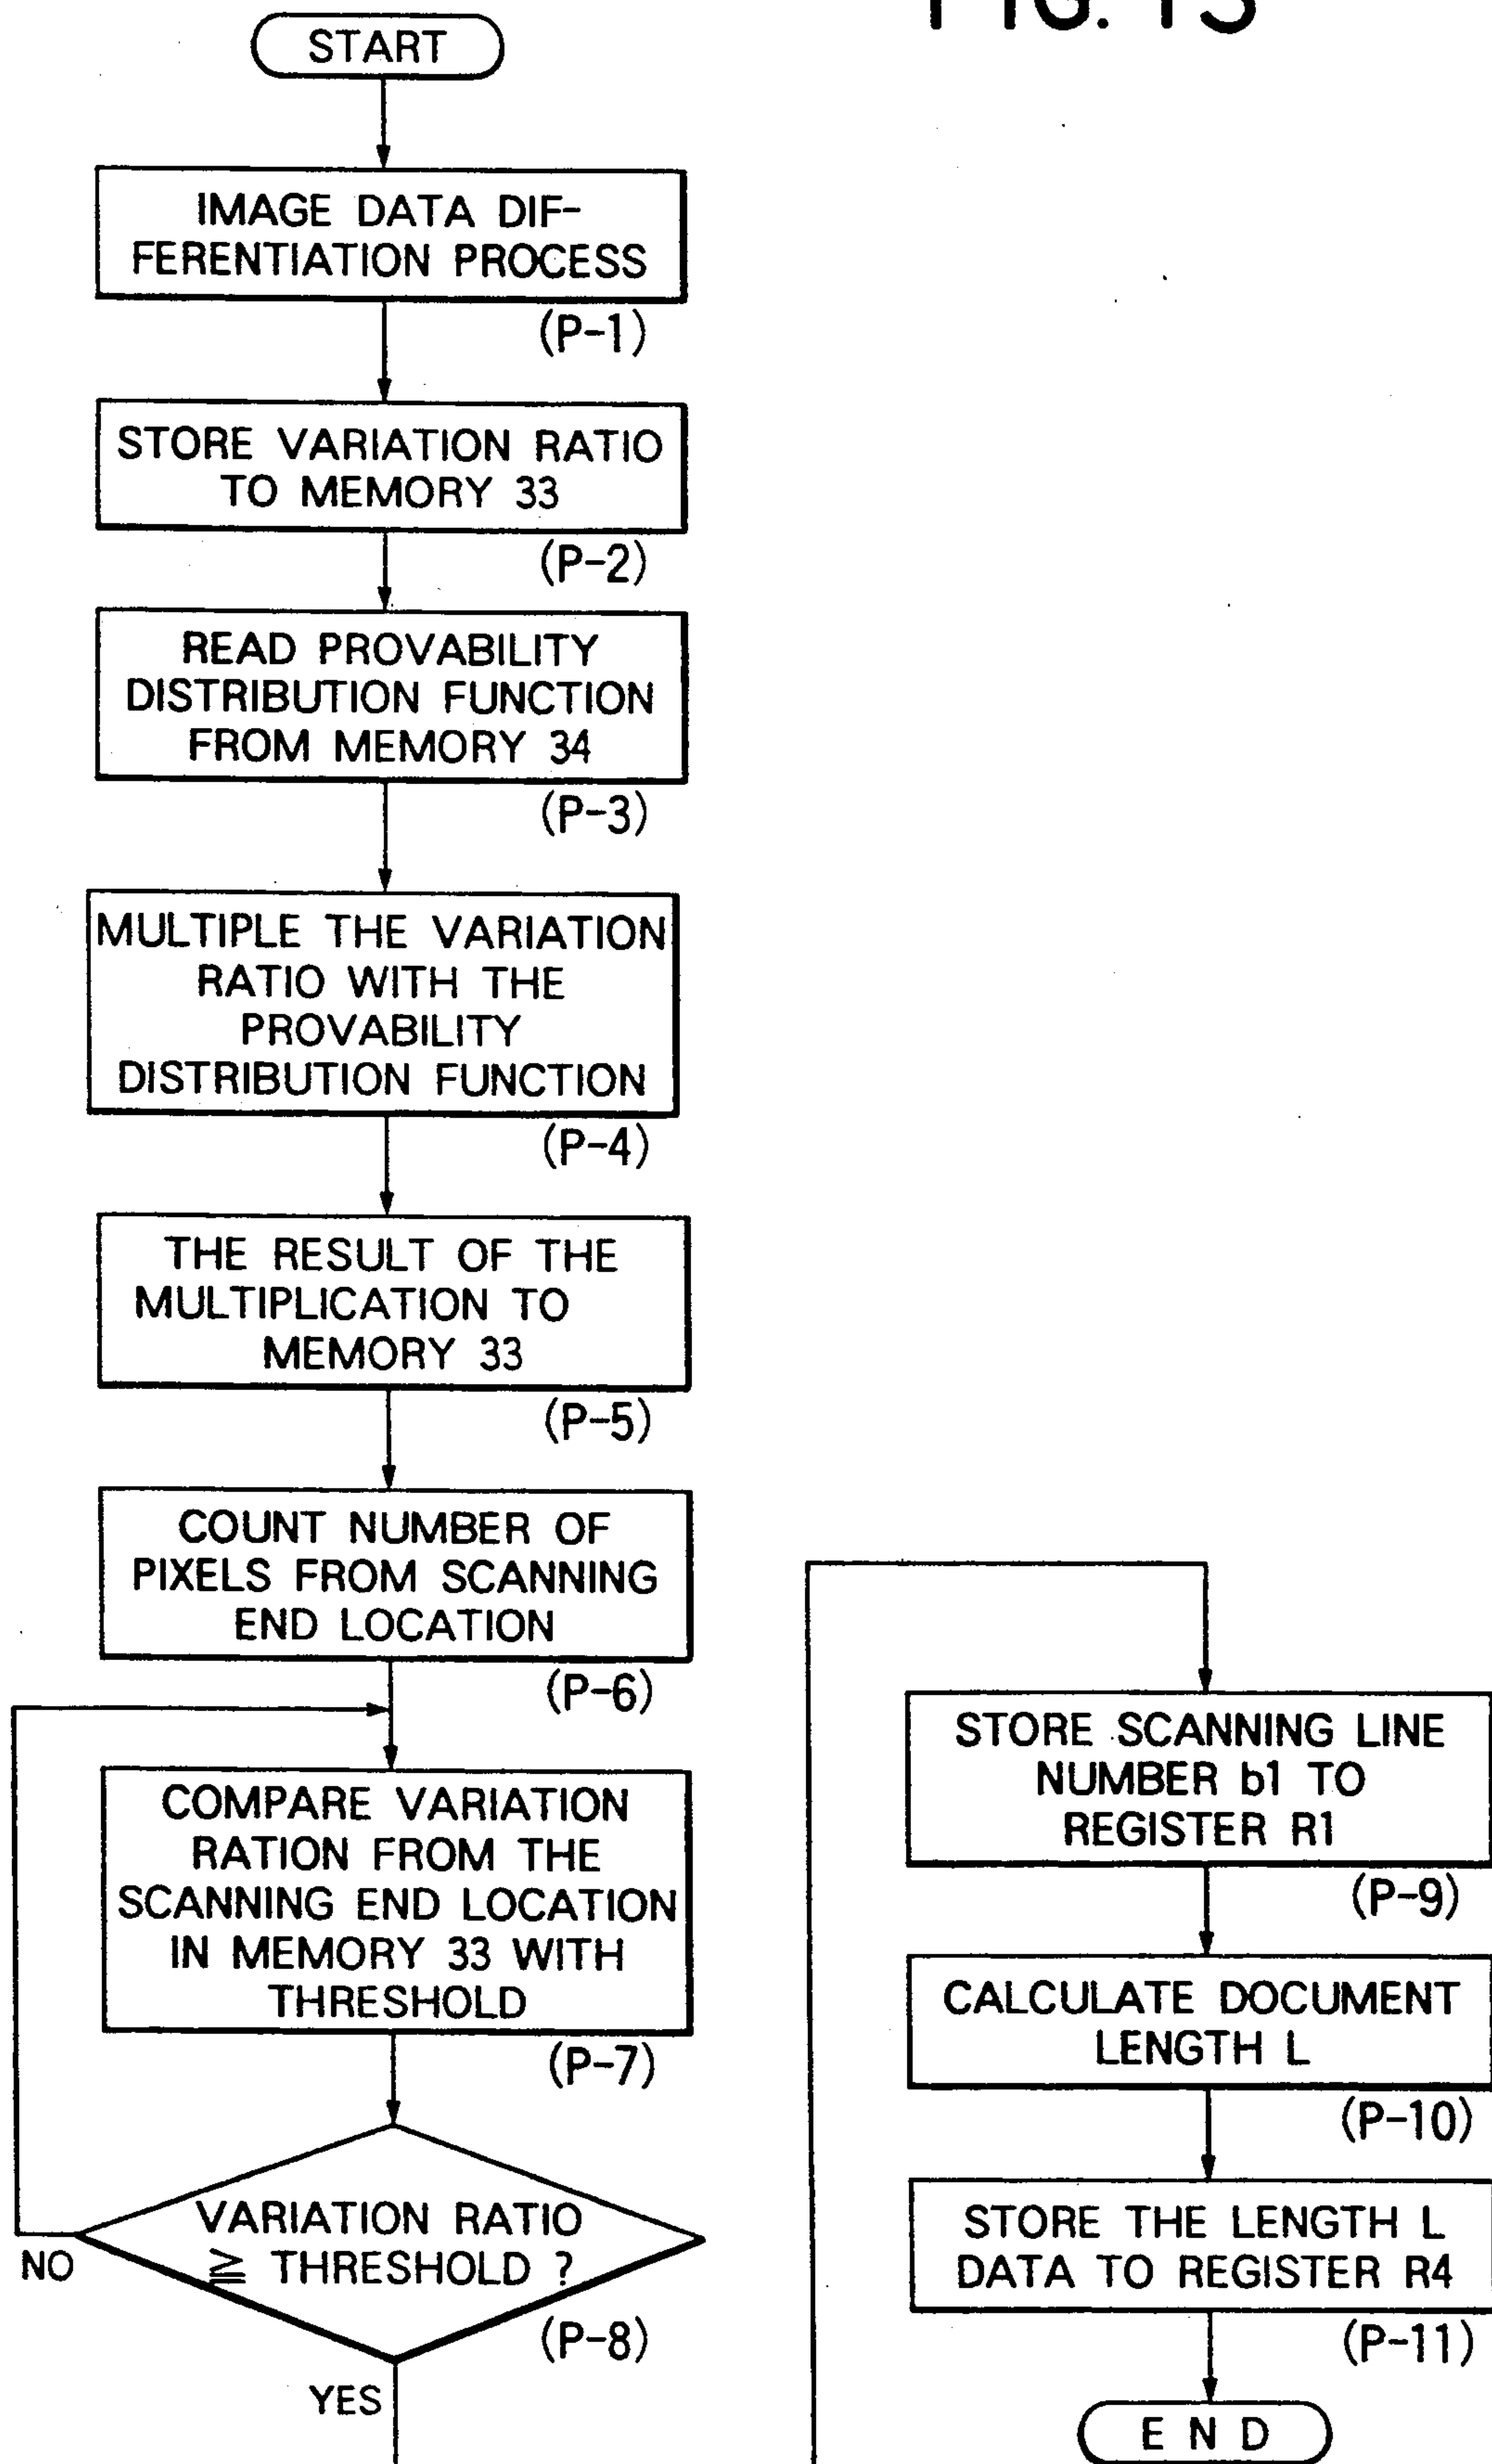 FIG. 13
START
IMAGE DATA DIF-
FERENTIATION PROCESS
(P-1)
STORE VARIATION RATIO
TO MEMORY 33
(P-2)
READ PROVABILITY
DISTRIBUTION FUNCTION
FROM MEMORY 34
(P-3)
MULTIPLE THE VARIATION
RATIO WITH THE
PROVABILITY
DISTRIBUTION FUNCTION
(P-4)
THE RESULT OF THE
MULTIPLICATION TO
MEMORY 33
(P-5)
COUNT NUMBER OF
PIXELS FROM SCANNING
END LOCATION
(P-6)
COMPARE VARIATION
RATION FROM THE
SCANNING END LOCATION
IN MEMORY 33 WITH
THRESHOLD
(P-7)
VARIATION RATIO
≧ THRESHOLD ?
NO
(P-8)
YES
STORE SCANNING LINE
NUMBER b1 TO
REGISTER R1
(P-9)
CALCULATE DOCUMENT
LENGTH L
(P-10)
STORE THE LENGTH L
DATA TO REGISTER R4
(P-11)
END